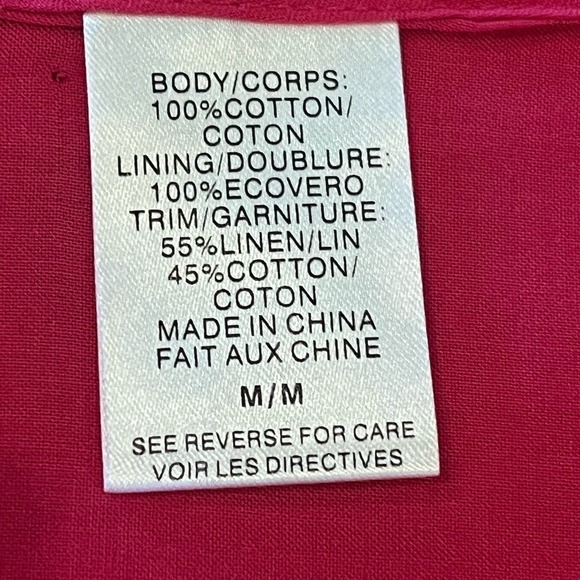 BODY/CORPS:
100%COTTON/
COTON
LINING/DOUBLURE:
100%ECOVERO
TRIM/GARNITURE:
55%LINEN/LIN
45%COTTON/
COTON
MADE IN CHINA
FAIT AUX CHINE
M/M
SEE REVERSE FOR CARE
VOIR LES DIRECTIVES